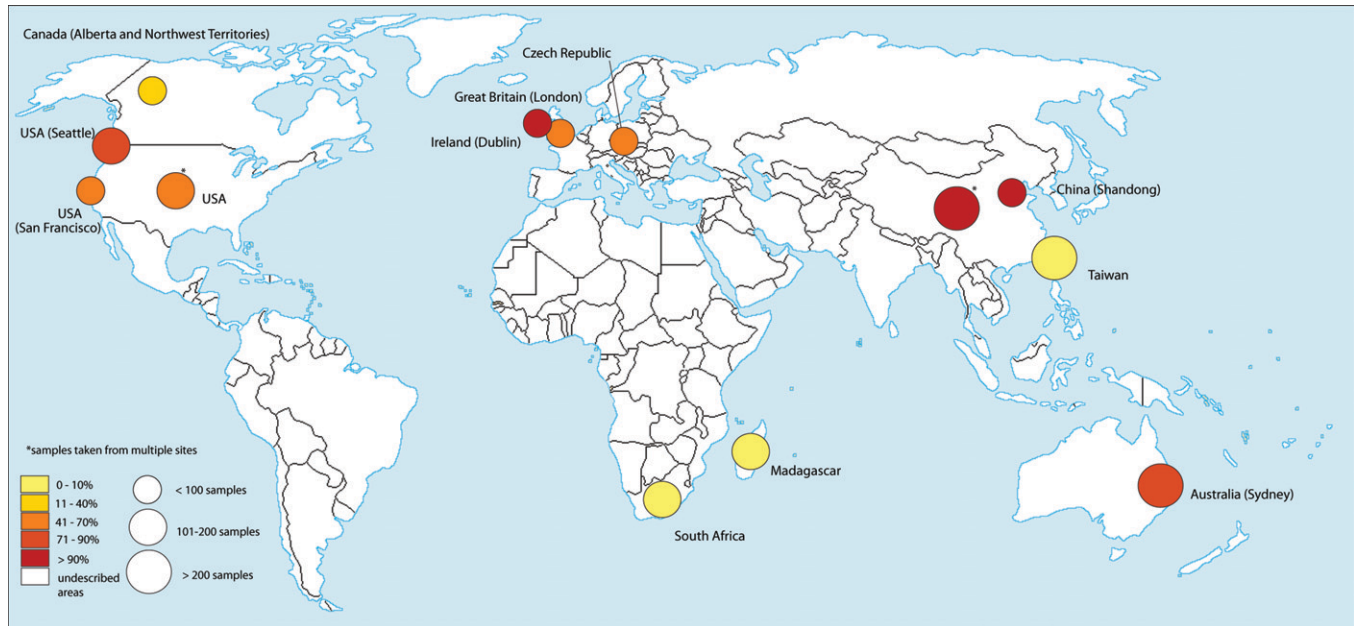 Canada (Alberta and Northwest Territories)
Czech Republic
Great Britain (London)
USA (Seattle)
Ireland (Dublin)
*
*
USA
China (Shandong)
USA
(San Francisco)
Taiwan
*samples taken from multiple sites
Madagascar
0 - 10%
< 100 samples
11 - 40%
Australia (Sydney)
41 - 70%
101-200 samples
71 - 90%
South Africa
> 90%
undescribed
areas
> 200 samples